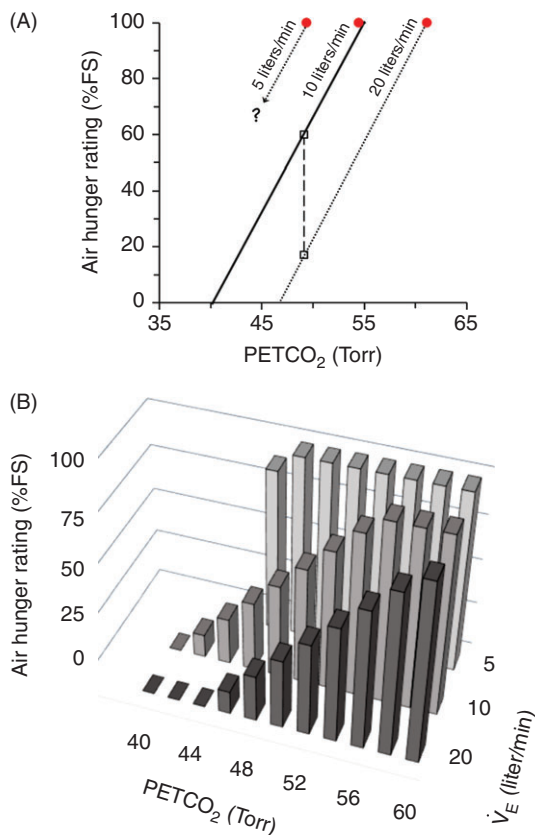 (A)
100
80
60
40
20
0
Air hunger rating (%FS)
5 liters/min
10 liters/min
20 liters/min
?
35
45
55
65
PETCO₂ (Torr)
(B)
100
75
50
25
0
Air hunger rating (%FS)
40
44
48
52
56
60
PETCO₂ (Torr)
5
10
20
V̇E (liter/min)